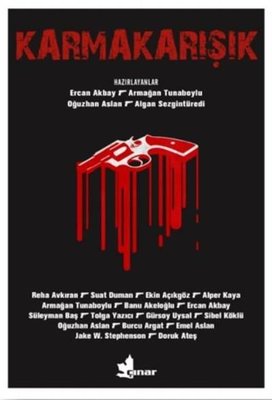 KARMAKARIŞIK
HAZIRLAYANLAR
Ercan Akbay Armağan Tunaboylu
Oğuzhan Aslan Algan Sezgintüredi
Reha Avkıran Suat Duman Ekin Açıkgöz Alper Kaya
Armağan Tunaboylu Banu Akeloğlu Ercan Akbay
Süleyman Baş Tolga Yazıcı Gürsoy Uysal Sibel Köklü
Oğuzhan Aslan Burcu Argat Emel Aslan
Jake W. Stephenson Doruk Ateş
çınar